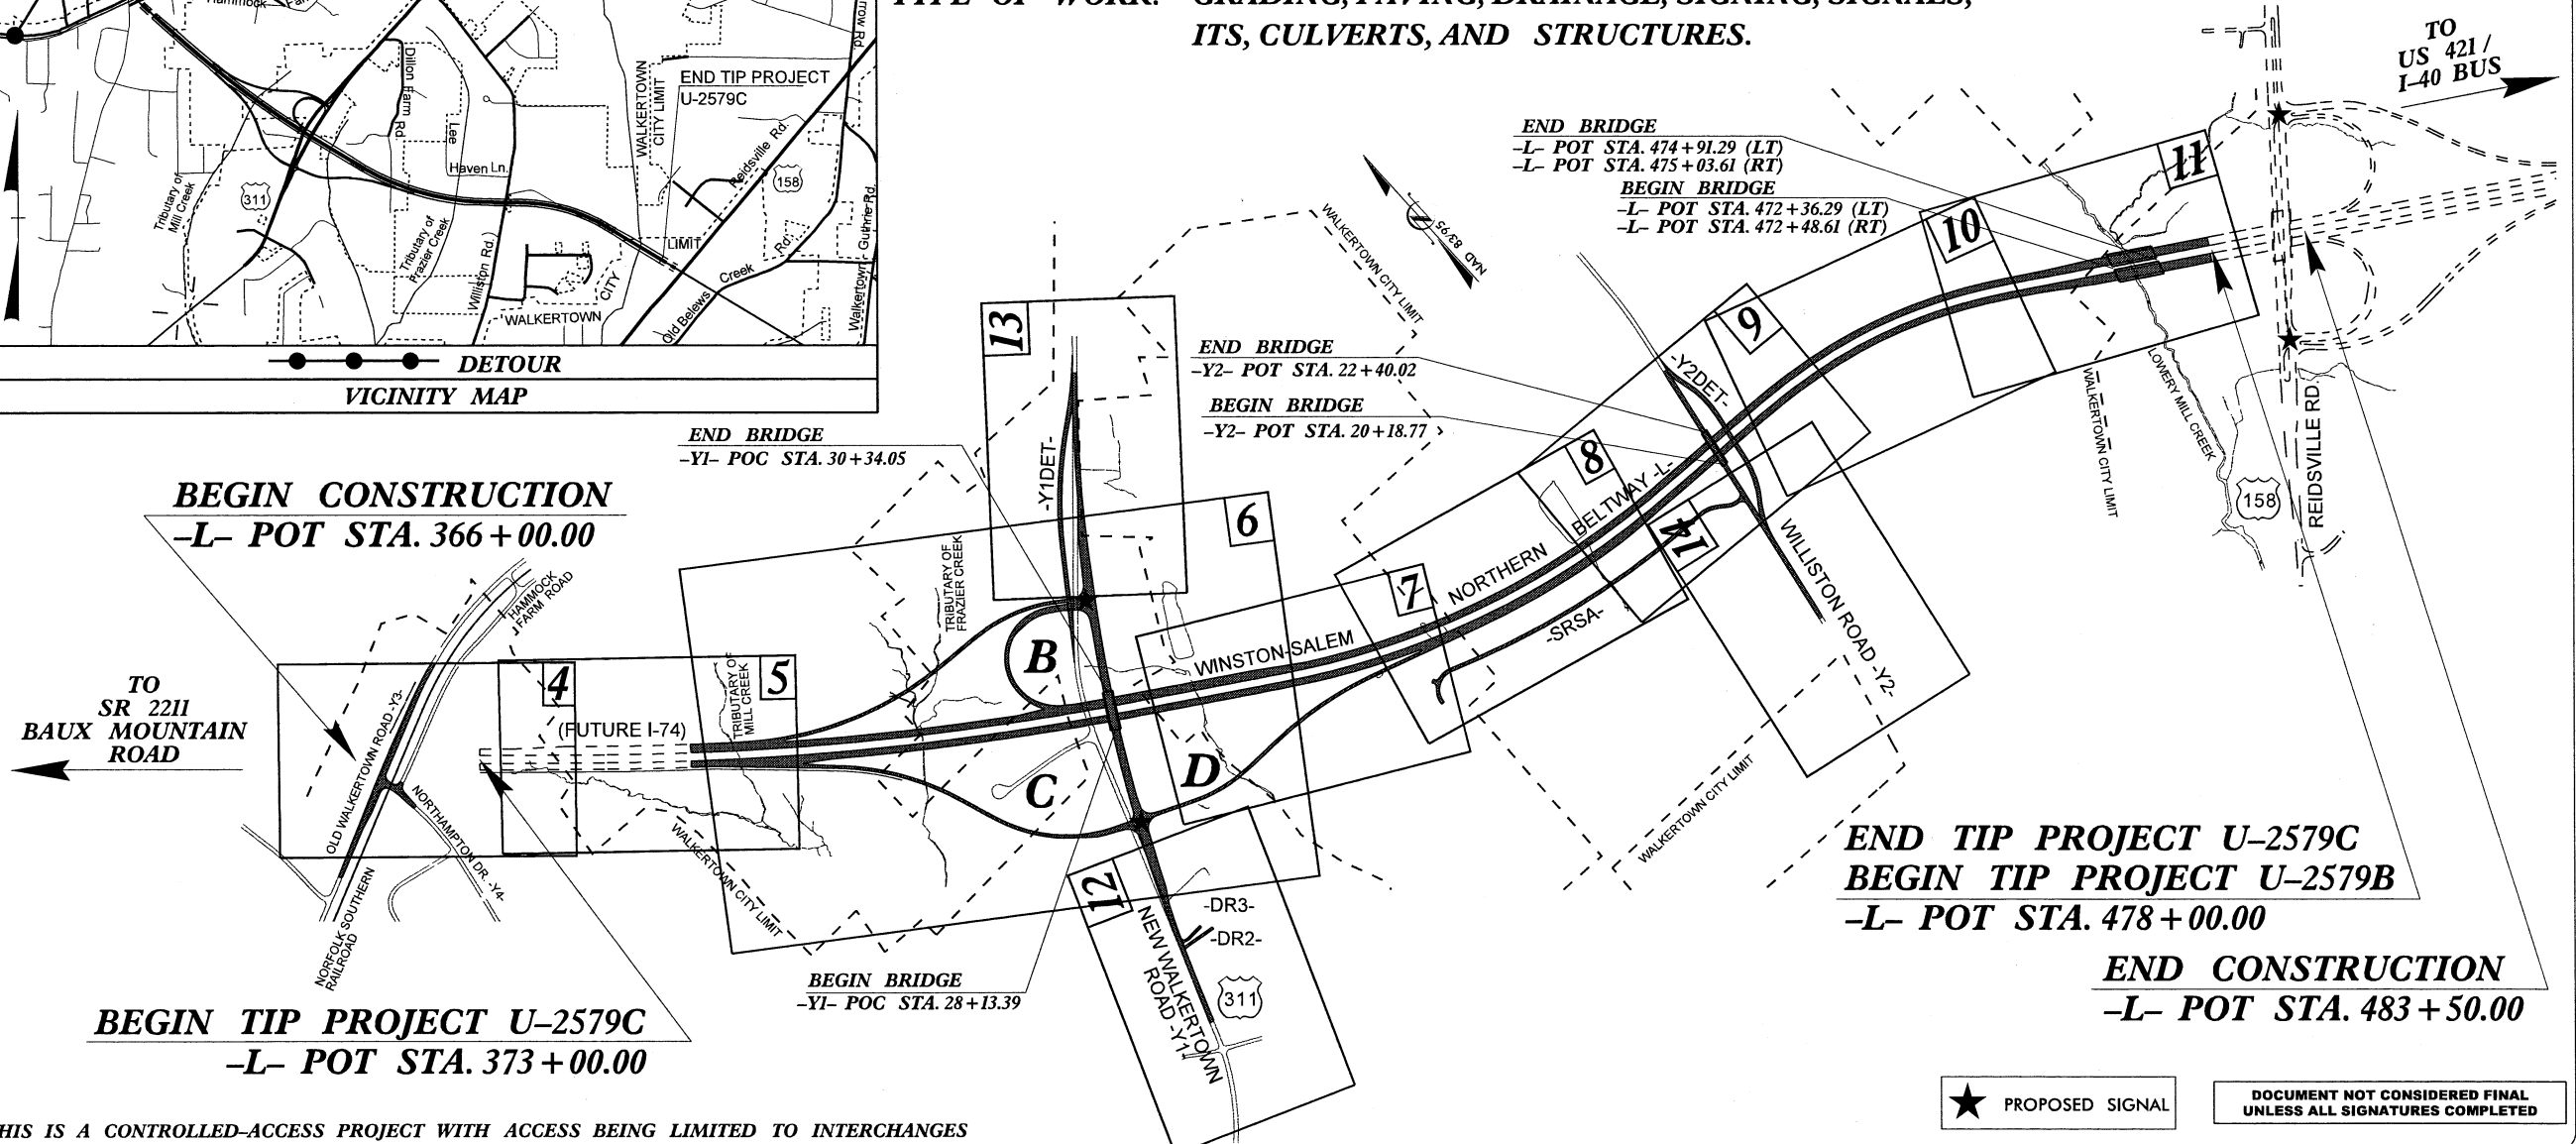 TYPE OF WORK: GRADING, PAVING, DRAINAGE, SIGNING, SIGNALS,
ITS, CULVERTS, AND STRUCTURES.
Hammock
Dillon Farm Rd
Lee
Haven Ln.
WALKERTOWN
CITY LIMIT
END TIP PROJECT
U-2579C
Reidsville Rd.
158
311
Tributary of
Mill Creek
Tributary of
Frazier Creek
Williston Rd.)
WALKERTOWN
CITY
LIMIT
Old Belews
Creek
Rd.
Walkertown
Guthrie Rd.
DETOUR
VICINITY MAP
TO
US 421 /
I-40 BUS
END BRIDGE
-L- POT STA. 474+91.29 (LT)
-L- POT STA. 475+03.61 (RT)
BEGIN BRIDGE
-L- POT STA. 472+36.29 (LT)
-L- POT STA. 472+48.61 (RT)
NAD 83/95
WALKERTOWN CITY LIMIT
END BRIDGE
-Y2- POT STA. 22+40.02
BEGIN BRIDGE
-Y2- POT STA. 20+18.77
END BRIDGE
-Y1- POC STA. 30+34.05
BEGIN CONSTRUCTION
-L- POT STA. 366+00.00
HAMMOCK
FARM ROAD
TO
SR 2211
BAUX MOUNTAIN
ROAD
OLD WALKERTOWN ROAD -Y3-
NORTHAMPTON DR. -Y4-
NORFOLK SOUTHERN
RAILROAD
4
5
(FUTURE I-74)
TRIBUTARY OF
MILL CREEK
TRIBUTARY OF
FRAZIER CREEK
WALKERTOWN CITY LIMIT
13
-Y1DET-
6
B
C
D
7
WINSTON-SALEM
NORTHERN
BELTWAY -L-
-SRSA-
8
14
9
-Y2DET-
WILLISTON ROAD -Y2-
10
11
WALKERTOWN CITY LIMIT
LOWERY MILL CREEK
158
REIDSVILLE RD.
WALKERTOWN CITY LIMIT
12
-DR3-
-DR2-
NEW WALKERTOWN
ROAD -Y1-
311
BEGIN BRIDGE
-Y1- POC STA. 28+13.39
BEGIN TIP PROJECT U-2579C
-L- POT STA. 373+00.00
END TIP PROJECT U-2579C
BEGIN TIP PROJECT U-2579B
-L- POT STA. 478+00.00
END CONSTRUCTION
-L- POT STA. 483+50.00
PROPOSED SIGNAL
DOCUMENT NOT CONSIDERED FINAL
UNLESS ALL SIGNATURES COMPLETED
HIS IS A CONTROLLED-ACCESS PROJECT WITH ACCESS BEING LIMITED TO INTERCHANGES